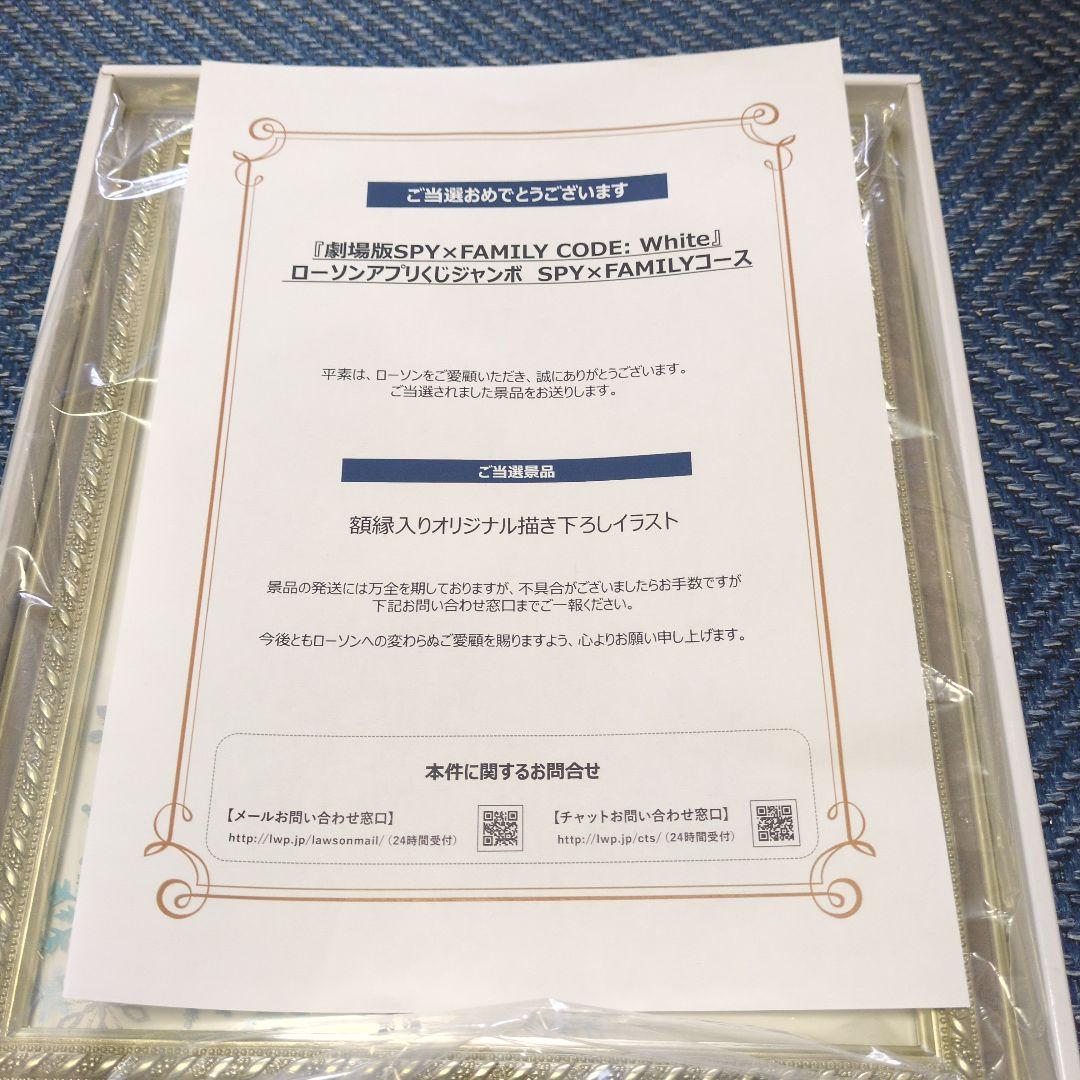 ご当選おめでとうございます
『劇場版SPY×FAMILY CODE: White』
ローソンアプリくじジャンボ SPY×FAMILYコース
平素は、ローソンをご愛顧いただき、誠にありがとうございます。
ご当選されました景品をお送りします。
ご当選景品
額縁入りオリジナル描き下ろしイラスト
景品の発送には万全を期しておりますが、不具合がございましたらお手数ですが
下記お問い合わせ窓口までご一報ください。
今後ともローソンへの変わらぬご愛顧を賜りますよう、心よりお願い申し上げます。
本件に関するお問合せ
【メールお問い合わせ窓口】
http://lwp.jp/lawsonmail/（24時間受付）
【チャットお問い合わせ窓口】
http://lwp.jp/cts/（24時間受付）